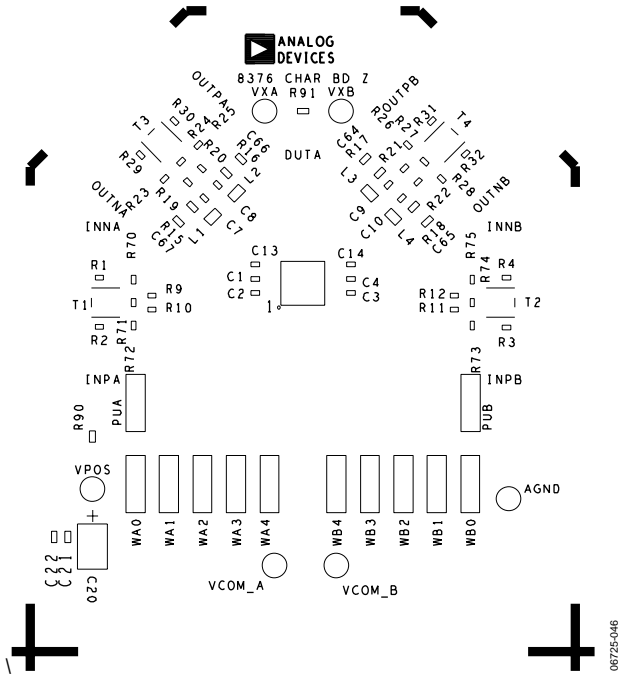 ANALOG
DEVICES
8376 CHAR BD Z
VXA R91 VXB
OUTPA
OUTPB
T3
R30
R24
R25
R29
R20
C66
R16
L2
R23
R19
OUTNA
R15
C67
L1
C7
C8
DUTA
C64
R17
R26
R27
R31
T4
R21
R32
L3
R28
R22
OUTNB
C9
C10
L4
R18
C65
INNA
R70
INNB
R75
R74
C13
C14
R1
C1
C4
R4
T1
R9
C2
C3
R12
T2
R10
1
R11
R2
R71
R3
R72
R73
INPA
INPB
PUA
PUB
R90
VPOS
AGND
+
WA0
WA1
WA2
WA3
WA4
WB4
WB3
WB2
WB1
WB0
C22
C21
C20
VCOM_A
VCOM_B
06725-046